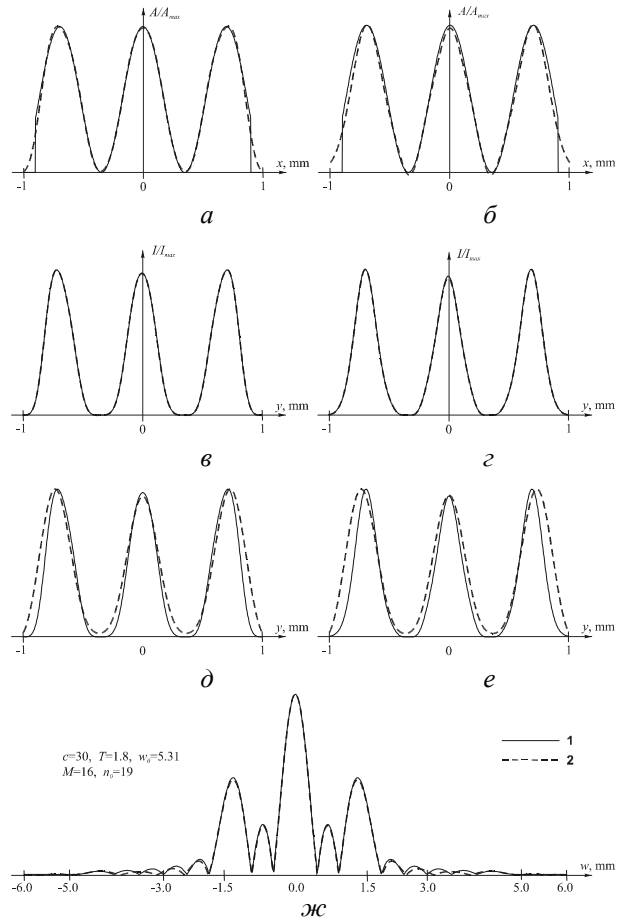 A/A_max A/A_max
x, mm x, mm
-1 0 1 -1 0 1
а б
I/I_max I/I_max
y, mm y, mm
-1 0 1 -1 0 1
в г
y, mm y, mm
-1 0 1 -1 0 1
д е
c=30, T=1.8, w_0=5.31
M=16, n_0=19
1
2
w, mm
-6.0 -5.0 -3.0 -1.5 0.0 1.5 3.0 5.0 6.0
ж